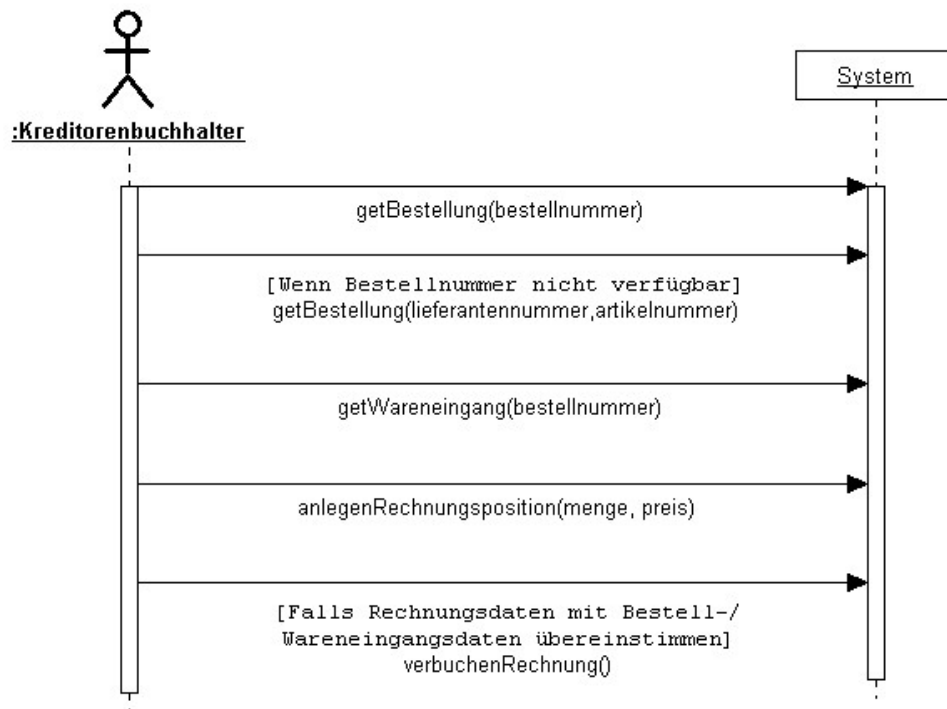 :Kreditorenbuchhalter
System
getBestellung(bestellnummer)
[Wenn Bestellnummer nicht verfügbar]
getBestellung(lieferantennummer,artikelnummer)
getWareneingang(bestellnummer)
anlegenRechnungsposition(menge, preis)
[Falls Rechnungsdaten mit Bestell-/
Wareneingangsdaten übereinstimmen]
verbuchenRechnung()